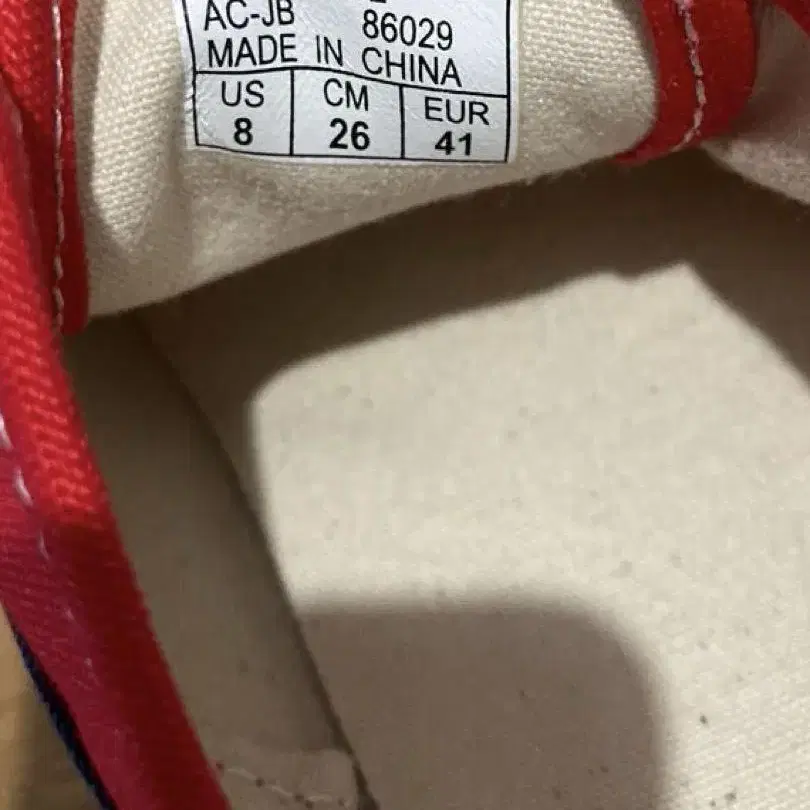 AC-JB 86029
MADE IN CHINA
US CM EUR
8 26 41